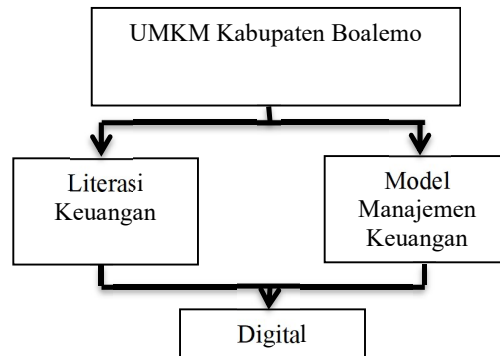 UMKM Kabupaten Boalemo
Literasi
Keuangan
Model
Manajemen
Keuangan
Digital